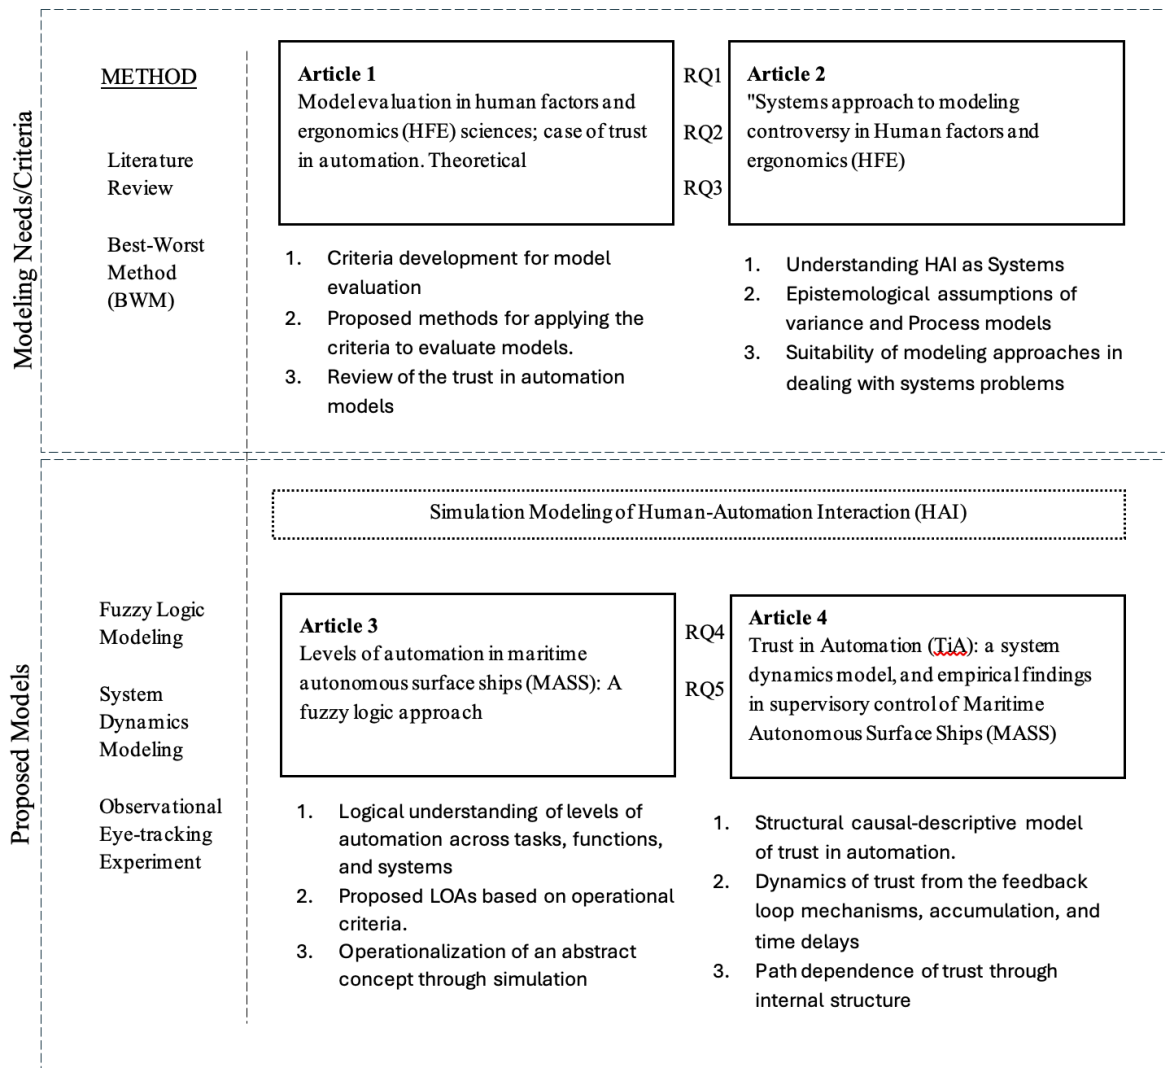 Modeling Needs/Criteria
METHOD
Literature
Review
Best-Worst
Method
(BWM)
Article 1
Model evaluation in human factors and
ergonomics (HFE) sciences; case of trust
in automation. Theoretical
RQ1
RQ2
RQ3
Article 2
"Systems approach to modeling
controversy in Human factors and
ergonomics (HFE)
1. Criteria development for model
evaluation
2. Proposed methods for applying the
criteria to evaluate models.
3. Review of the trust in automation
models
1. Understanding HAI as Systems
2. Epistemological assumptions of
variance and Process models
3. Suitability of modeling approaches in
dealing with systems problems
Proposed Models
Simulation Modeling of Human-Automation Interaction (HAI)
Fuzzy Logic
Modeling
System
Dynamics
Modeling
Observational
Eye-tracking
Experiment
Article 3
Levels of automation in maritime
autonomous surface ships (MASS): A
fuzzy logic approach
RQ4
RQ5
Article 4
Trust in Automation (TiA): a system
dynamics model, and empirical findings
in supervisory control of Maritime
Autonomous Surface Ships (MASS)
1. Logical understanding of levels of
automation across tasks, functions,
and systems
2. Proposed LOAs based on operational
criteria.
3. Operationalization of an abstract
concept through simulation
1. Structural causal-descriptive model
of trust in automation.
2. Dynamics of trust from the feedback
loop mechanisms, accumulation, and
time delays
3. Path dependence of trust through
internal structure